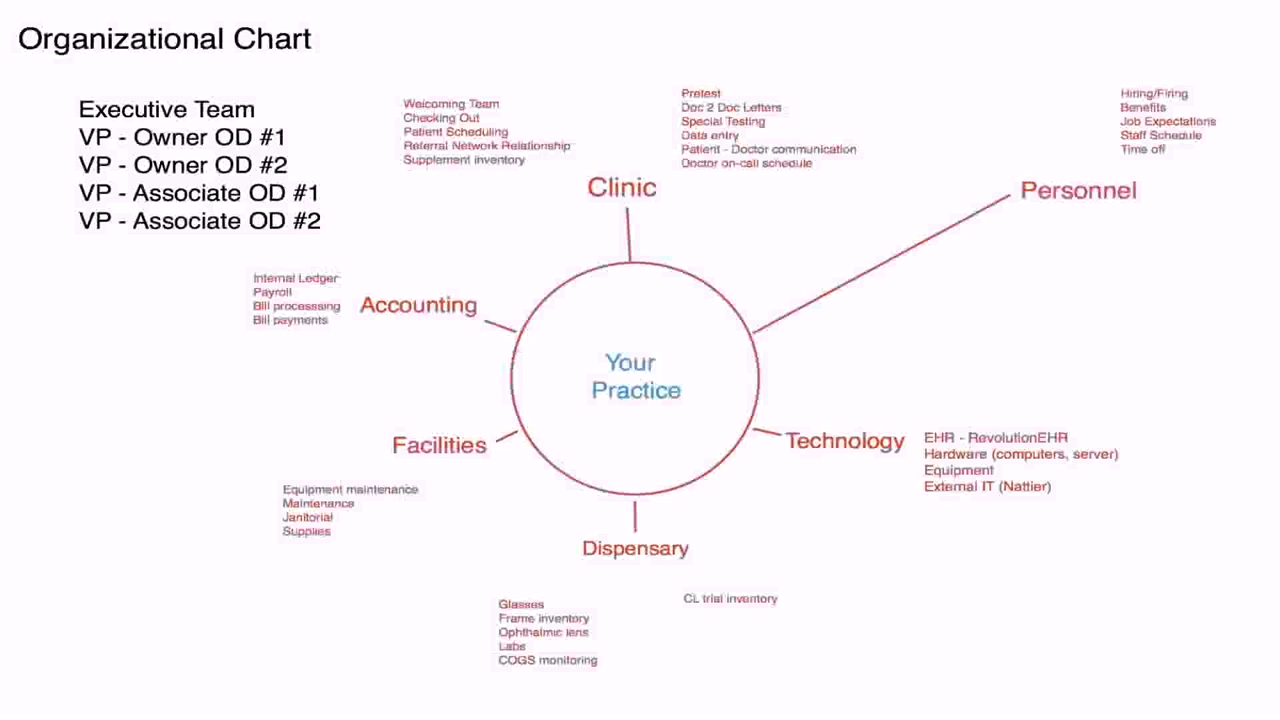 Organizational Chart
Executive Team
VP - Owner OD #1
VP - Owner OD #2
VP - Associate OD #1
VP - Associate OD #2
Welcoming Team
Checking Out
Patient Scheduling
Referral Network Relationship
Supplement inventory
Pretest
Doc 2 Doc Letters
Special Testing
Data entry
Patient - Doctor communication
Doctor on-call schedule
Clinic
Hiring/Firing
Benefits
Job Expectations
Staff Schedule
Time off
Personnel
Internal Ledger
Payroll
Bill processing
Bill payments
Accounting
Your
Practice
Facilities
Equipment maintenance
Maintenance
Janitorial
Supplies
Technology
EHR - RevolutionEHR
Hardware (computers, server)
Equipment
External IT (Nattier)
Dispensary
Glasses
Frame inventory
Ophthalmic lens
Labs
COGS monitoring
CL trial inventory